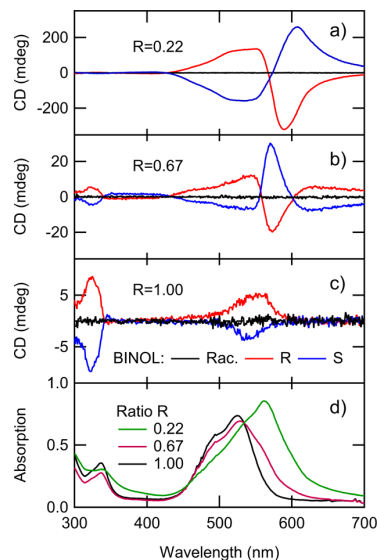 a)
R=0.22
CD (mdeg)
200
0
-200
b)
R=0.67
CD (mdeg)
20
0
-20
c)
R=1.00
CD (mdeg)
5
0
-5
BINOL: Rac. R S
d)
Absorption
1.0
0.5
0.0
Ratio R
0.22
0.67
1.00
300 400 500 600 700
Wavelength (nm)